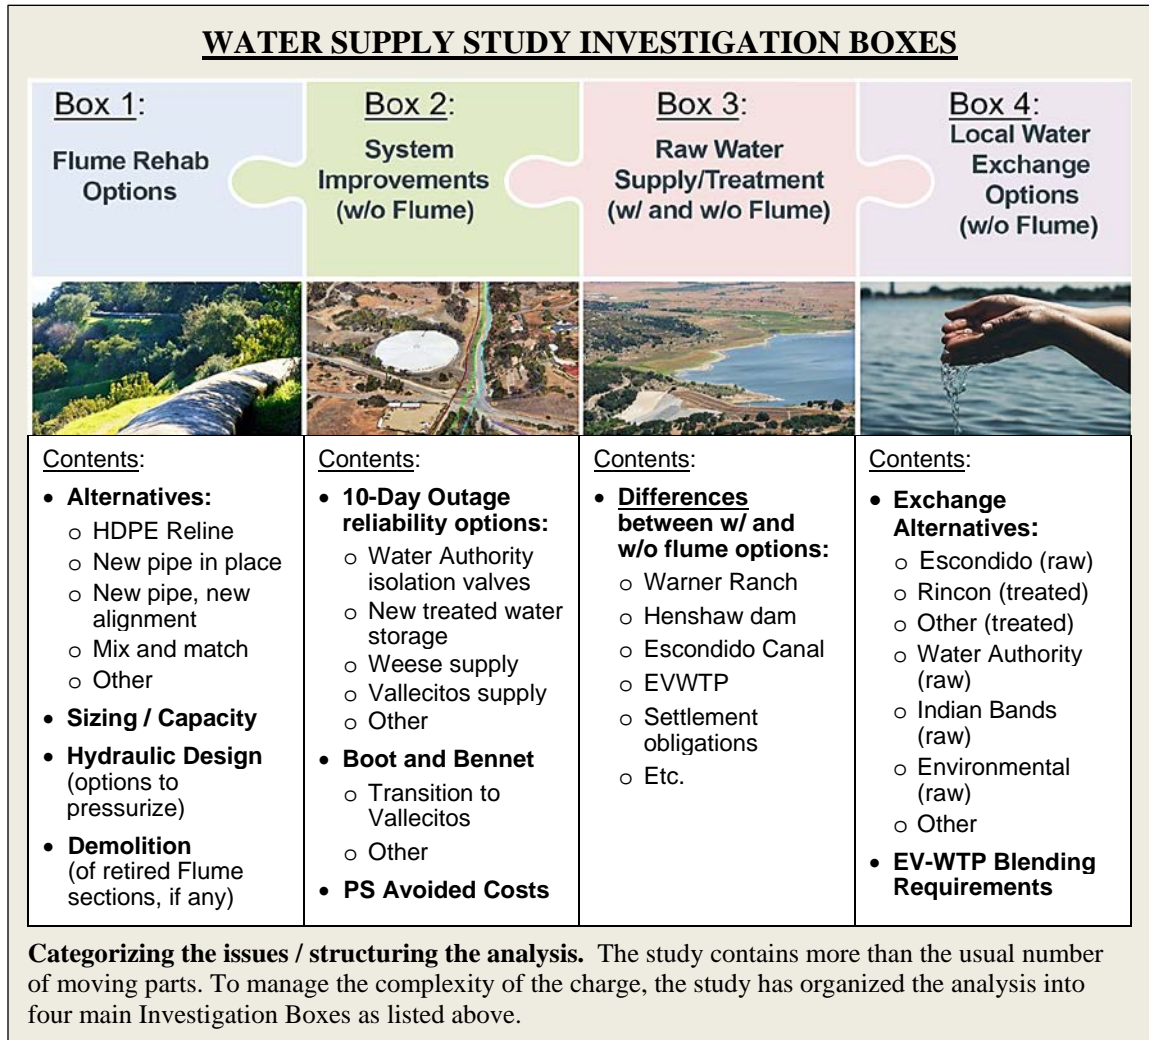 WATER SUPPLY STUDY INVESTIGATION BOXES
Box 1:
Flume Rehab
Options
Box 2:
System
Improvements
(w/o Flume)
Box 3:
Raw Water
Supply/Treatment
(w/ and w/o Flume)
Box 4:
Local Water
Exchange
Options
(w/o Flume)
Contents:
• Alternatives:
o HDPE Reline
o New pipe in place
o New pipe, new
alignment
o Mix and match
o Other
• Sizing / Capacity
• Hydraulic Design
(options to
pressurize)
• Demolition
(of retired Flume
sections, if any)
Contents:
• 10-Day Outage
reliability options:
o Water Authority
isolation valves
o New treated water
storage
o Weese supply
o Vallecitos supply
o Other
• Boot and Bennet
o Transition to
Vallecitos
o Other
• PS Avoided Costs
Contents:
• Differences
between w/ and
w/o flume options:
o Warner Ranch
o Henshaw dam
o Escondido Canal
o EVWTP
o Settlement
obligations
o Etc.
Contents:
• Exchange
Alternatives:
o Escondido (raw)
o Rincon (treated)
o Other (treated)
o Water Authority
(raw)
o Indian Bands
(raw)
o Environmental
(raw)
o Other
• EV-WTP Blending
Requirements
Categorizing the issues / structuring the analysis. The study contains more than the usual number
of moving parts. To manage the complexity of the charge, the study has organized the analysis into
four main Investigation Boxes as listed above.